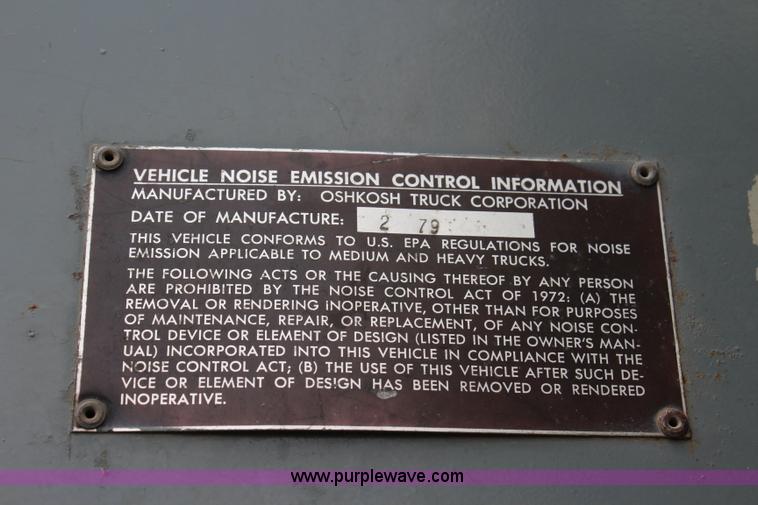 VEHICLE NOISE EMISSION CONTROL INFORMATION
MANUFACTURED BY: OSHKOSH TRUCK CORPORATION
DATE OF MANUFACTURE: 2 79
THIS VEHICLE CONFORMS TO U.S. EPA REGULATIONS FOR NOISE
EMISSION APPLICABLE TO MEDIUM AND HEAVY TRUCKS.
THE FOLLOWING ACTS OR THE CAUSING THEREOF BY ANY PERSON
ARE PROHIBITED BY THE NOISE CONTROL ACT OF 1972: (A) THE
REMOVAL OR RENDERING INOPERATIVE, OTHER THAN FOR PURPOSES
OF MAINTENANCE, REPAIR, OR REPLACEMENT, OF ANY NOISE CON-
TROL DEVICE OR ELEMENT OF DESIGN (LISTED IN THE OWNER'S MAN-
UAL) INCORPORATED INTO THIS VEHICLE IN COMPLIANCE WITH THE
NOISE CONTROL ACT; (B) THE USE OF THIS VEHICLE AFTER SUCH DE-
VICE OR ELEMENT OF DESIGN HAS BEEN REMOVED OR RENDERED
INOPERATIVE.
www.purplewave.com